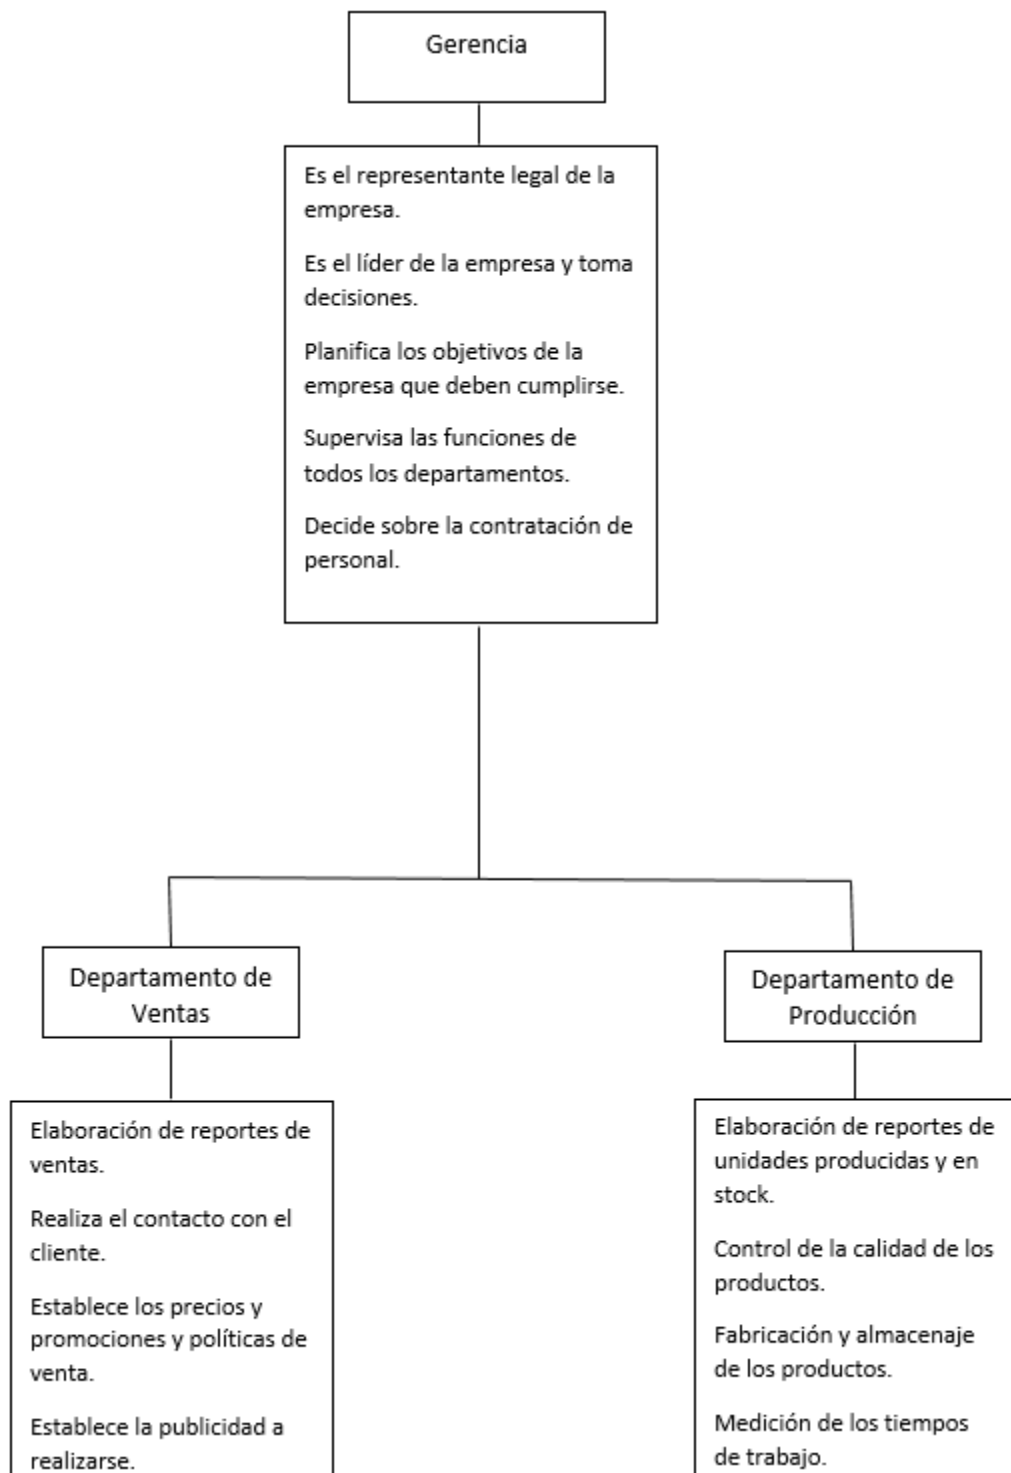 Gerencia
Es el representante legal de la
empresa.
Es el líder de la empresa y toma
decisiones.
Planifica los objetivos de la
empresa que deben cumplirse.
Supervisa las funciones de
todos los departamentos.
Decide sobre la contratación de
personal.
Departamento de
Ventas
Elaboración de reportes de
ventas.
Realiza el contacto con el
cliente.
Establece los precios y
promociones y políticas de
venta.
Establece la publicidad a
realizarse.
Departamento de
Producción
Elaboración de reportes de
unidades producidas y en
stock.
Control de la calidad de los
productos.
Fabricación y almacenaje
de los productos.
Medición de los tiempos
de trabajo.